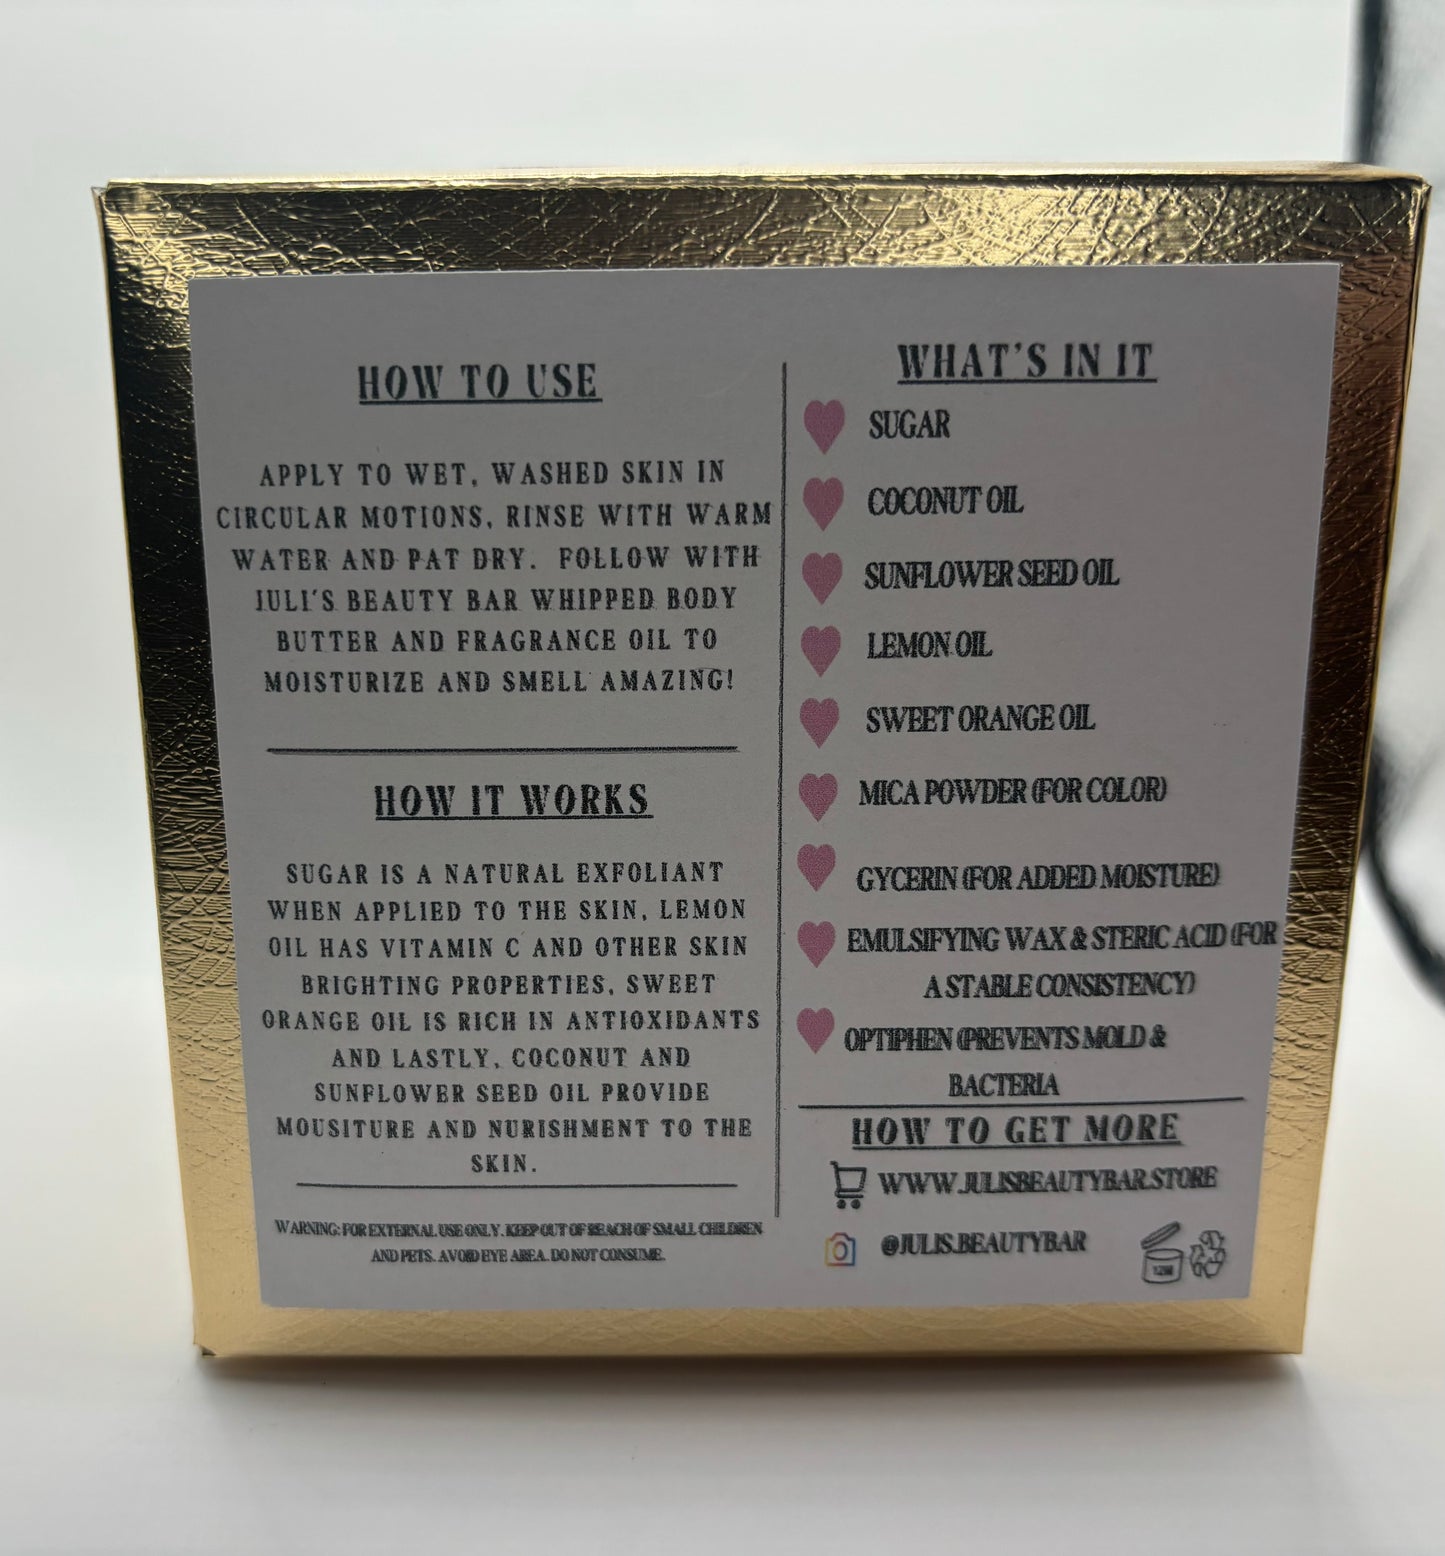 HOW TO USE
APPLY TO WET, WASHED SKIN IN
CIRCULAR MOTIONS, RINSE WITH WARM
WATER AND PAT DRY. FOLLOW WITH
JULI'S BEAUTY BAR WHIPPED BODY
BUTTER AND FRAGRANCE OIL TO
MOISTURIZE AND SMELL AMAZING!
HOW IT WORKS
SUGAR IS A NATURAL EXFOLIANT
WHEN APPLIED TO THE SKIN, LEMON
OIL HAS VITAMIN C AND OTHER SKIN
BRIGHTING PROPERTIES, SWEET
ORANGE OIL IS RICH IN ANTIOXIDANTS
AND LASTLY, COCONUT AND
SUNFLOWER SEED OIL PROVIDE
MOUSITURE AND NURISHMENT TO THE
SKIN.
WARNING: FOR EXTERNAL USE ONLY. KEEP OUT OF REACH OF SMALL CHILDREN
AND PETS. AVOID EYE AREA. DO NOT CONSUME.
WHAT'S IN IT
SUGAR
COCONUT OIL
SUNFLOWER SEED OIL
LEMON OIL
SWEET ORANGE OIL
MICA POWDER (FOR COLOR)
GYCERIN (FOR ADDED MOISTURE)
EMULSIFYING WAX & STERIC ACID (FOR
A STABLE CONSISTENCY)
OPTIPHEN (PREVENTS MOLD &
BACTERIA
HOW TO GET MORE
WWW.JULISBEAUTYBAR.STORE
@JULIS.BEAUTYBAR
12M